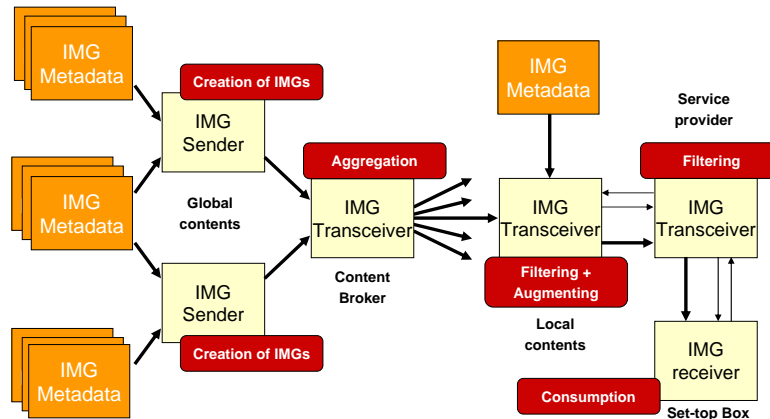 IMG
Metadata
Creation of IMGs
IMG
Sender
IMG
Metadata
Global
contents
IMG
Sender
Creation of IMGs
IMG
Metadata
Aggregation
IMG
Transceiver
Content
Broker
IMG
Metadata
IMG
Transceiver
Filtering +
Augmenting
Local
contents
Service
provider
Filtering
IMG
Transceiver
IMG
receiver
Consumption
Set-top Box